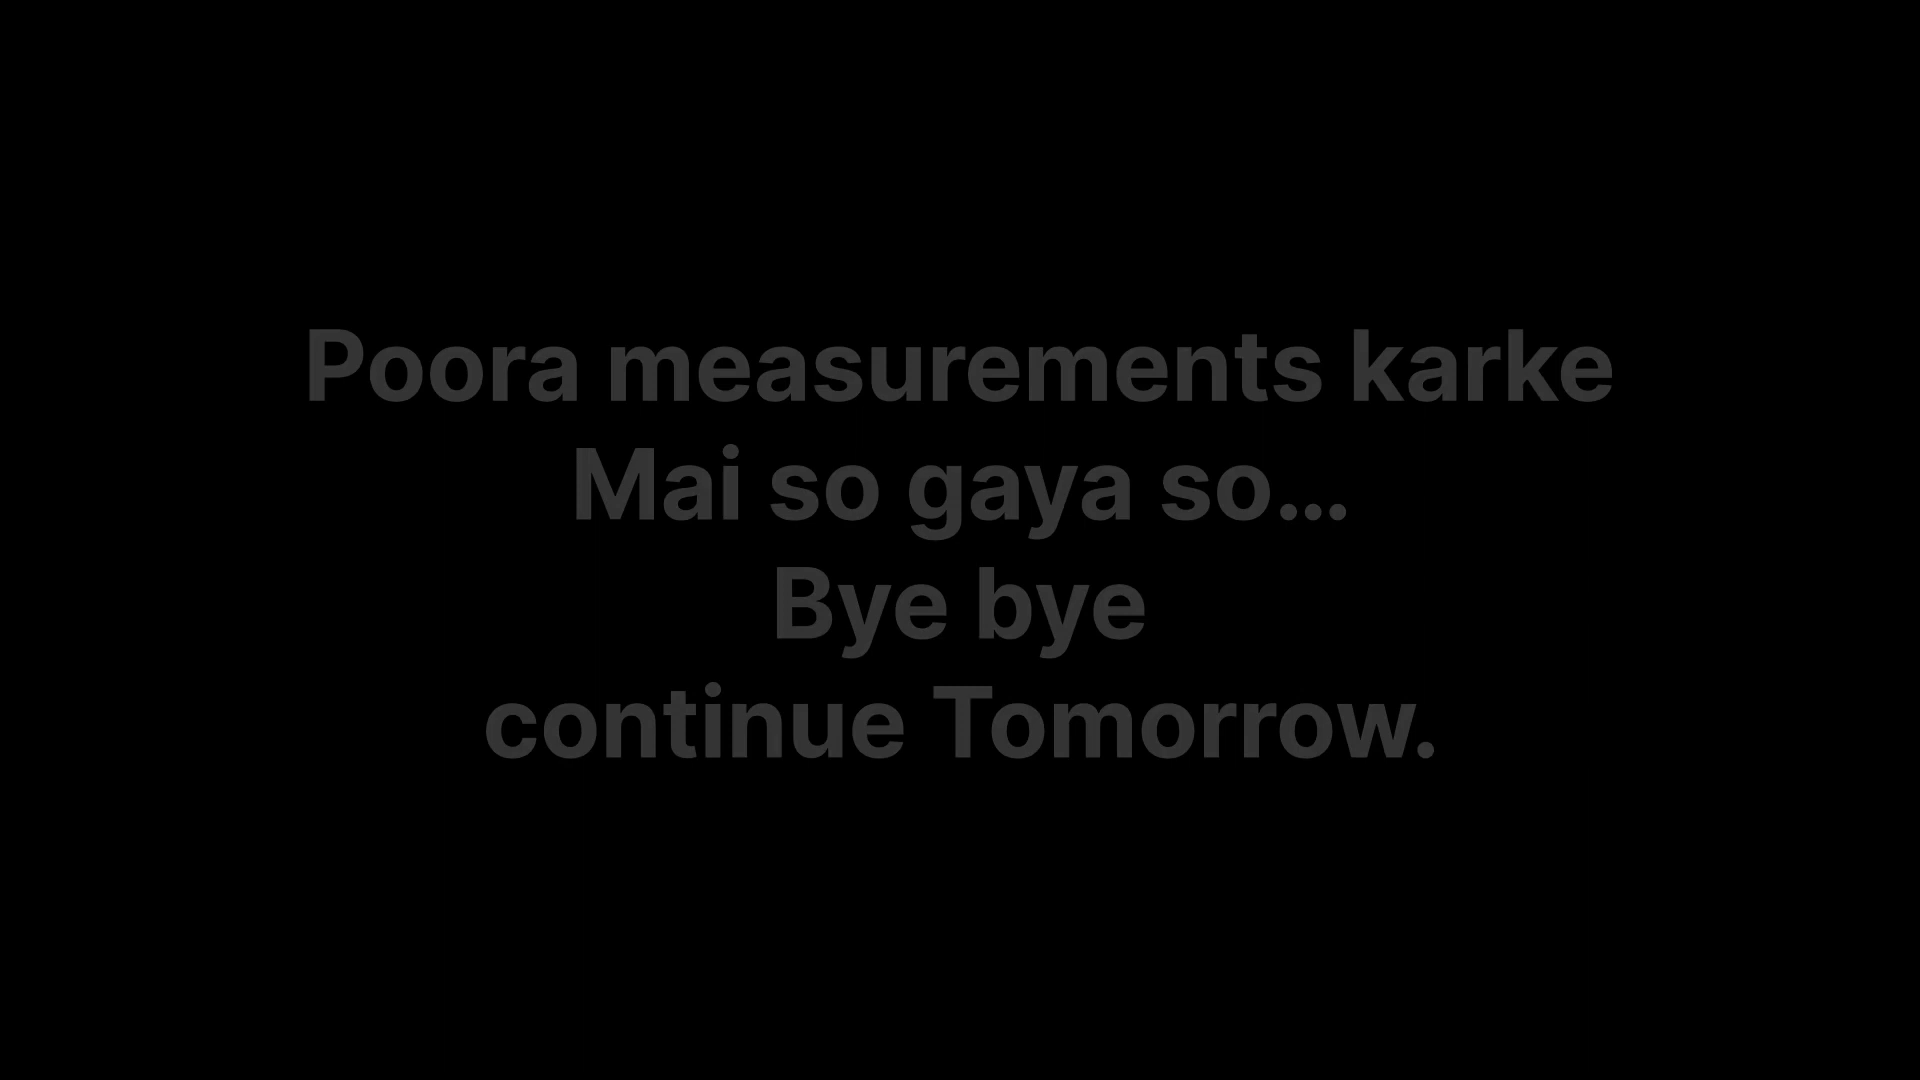 Poora measurements karke
Mai so gaya so...
Bye bye
continue Tomorrow.